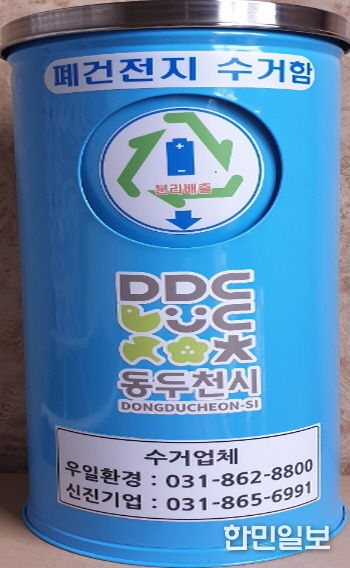 폐건전지 수거함
분리배출
DDC
동두천시
DONGDUCHEON-SI
수거업체
우일환경 : 031-862-8800
신진기업 : 031-865-6991
한민일보